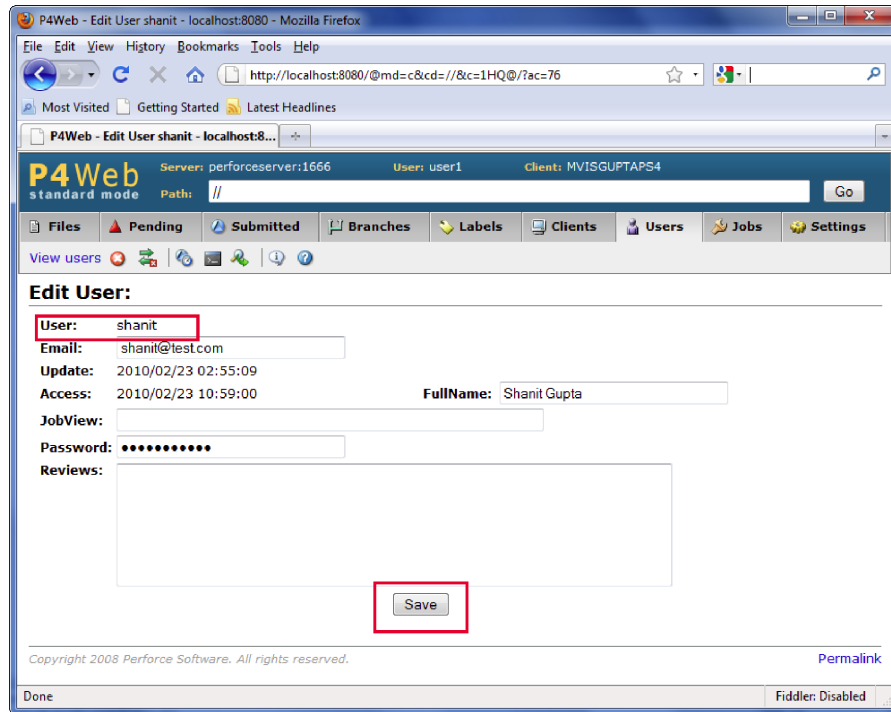 P4Web - Edit User shanit - localhost:8080 - Mozilla Firefox
File Edit View History Bookmarks Tools Help
http://localhost:8080/@md=c&cd=//&c=1HQ@/?ac=76
Most Visited Getting Started Latest Headlines
P4Web - Edit User shanit - localhost:8...
P4Web
standard mode
Server: perforceserver:1666 User: user1 Client: MVISGUPTAPS4
Path: // Go
Files Pending Submitted Branches Labels Clients Users Jobs Settings
View users
Edit User:
User: shanit
Email: shanit@test.com
Update: 2010/02/23 02:55:09
Access: 2010/02/23 10:59:00 FullName: Shanit Gupta
JobView:
Password: •••••••••••
Reviews:
Save
Copyright 2008 Perforce Software. All rights reserved. Permalink
Done Fiddler: Disabled